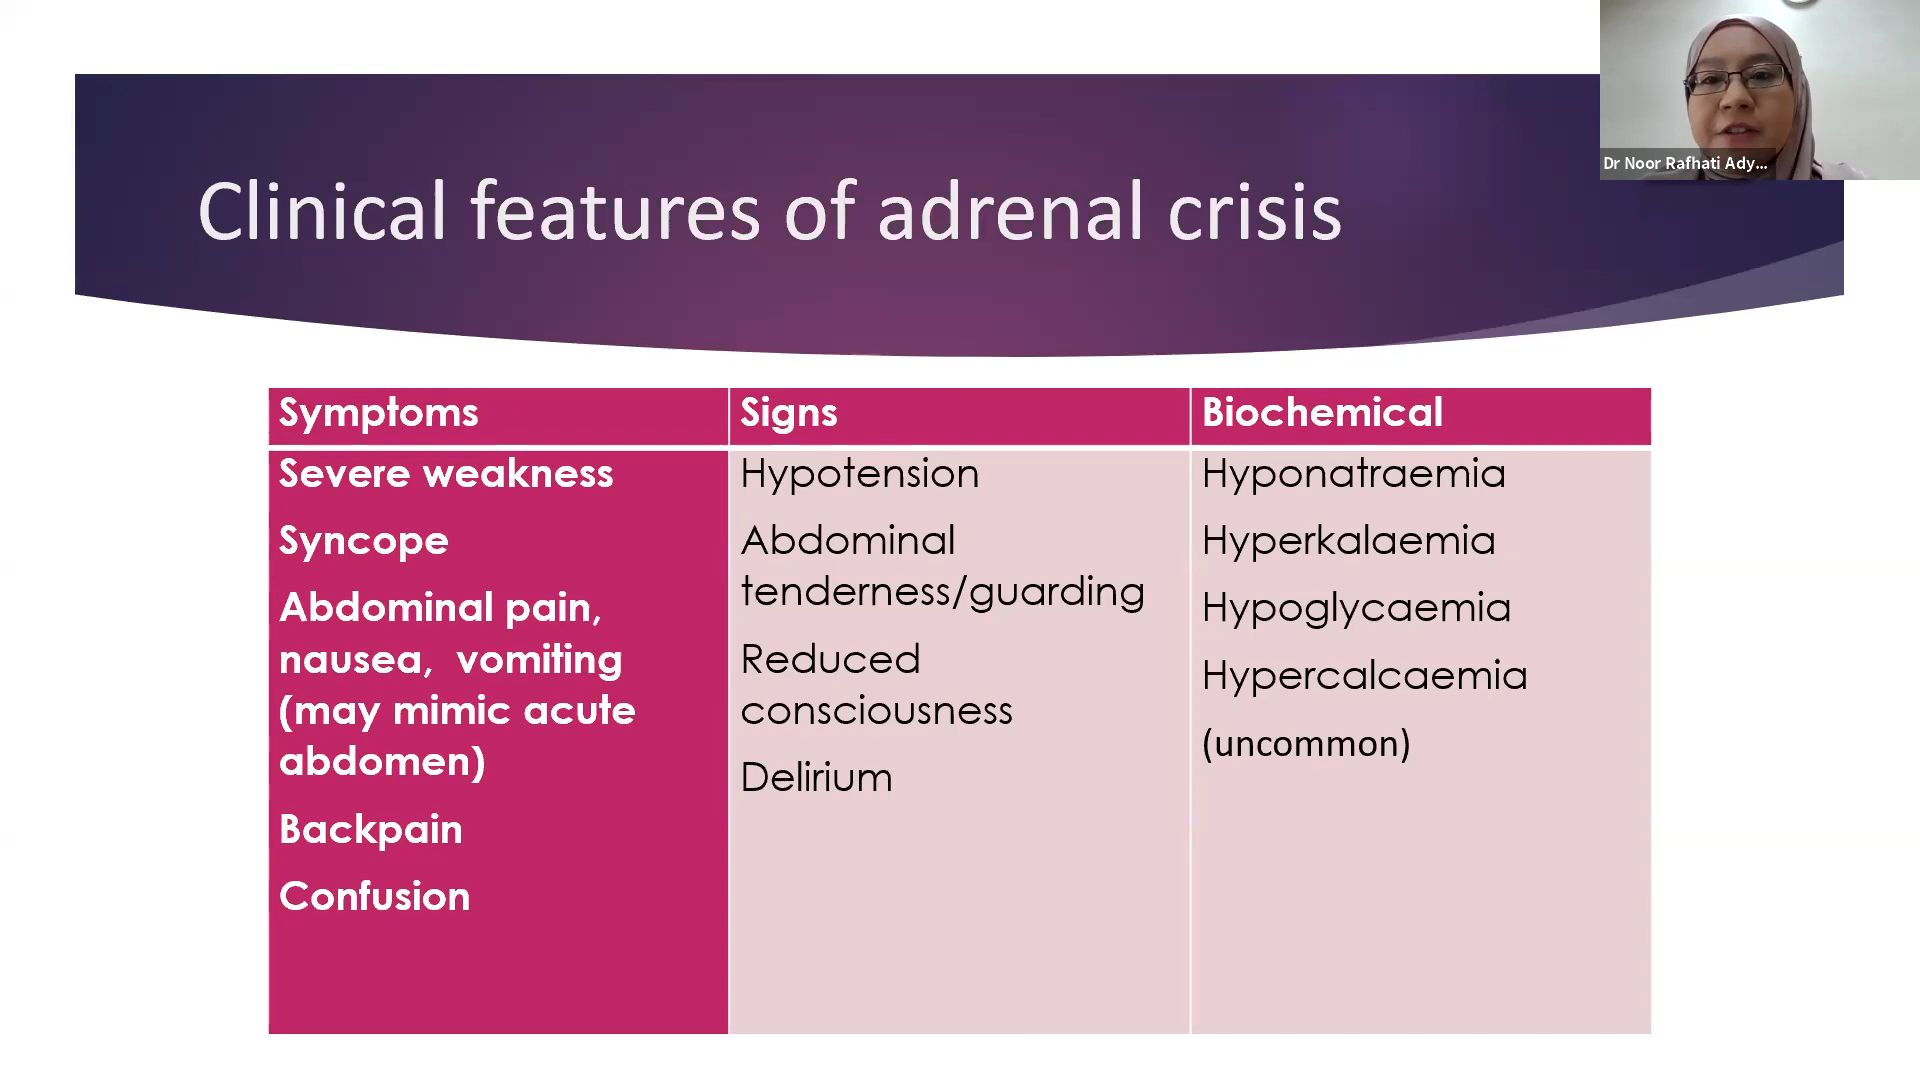 Dr Noor Rafhati Ady...
Clinical features of adrenal crisis
Symptoms
Signs
Biochemical
Severe weakness
Syncope
Abdominal pain,
nausea,  vomiting
(may mimic acute
abdomen)
Backpain
Confusion
Hypotension
Abdominal
tenderness/guarding
Reduced
consciousness
Delirium
Hyponatraemia
Hyperkalaemia
Hypoglycaemia
Hypercalcaemia
(uncommon)